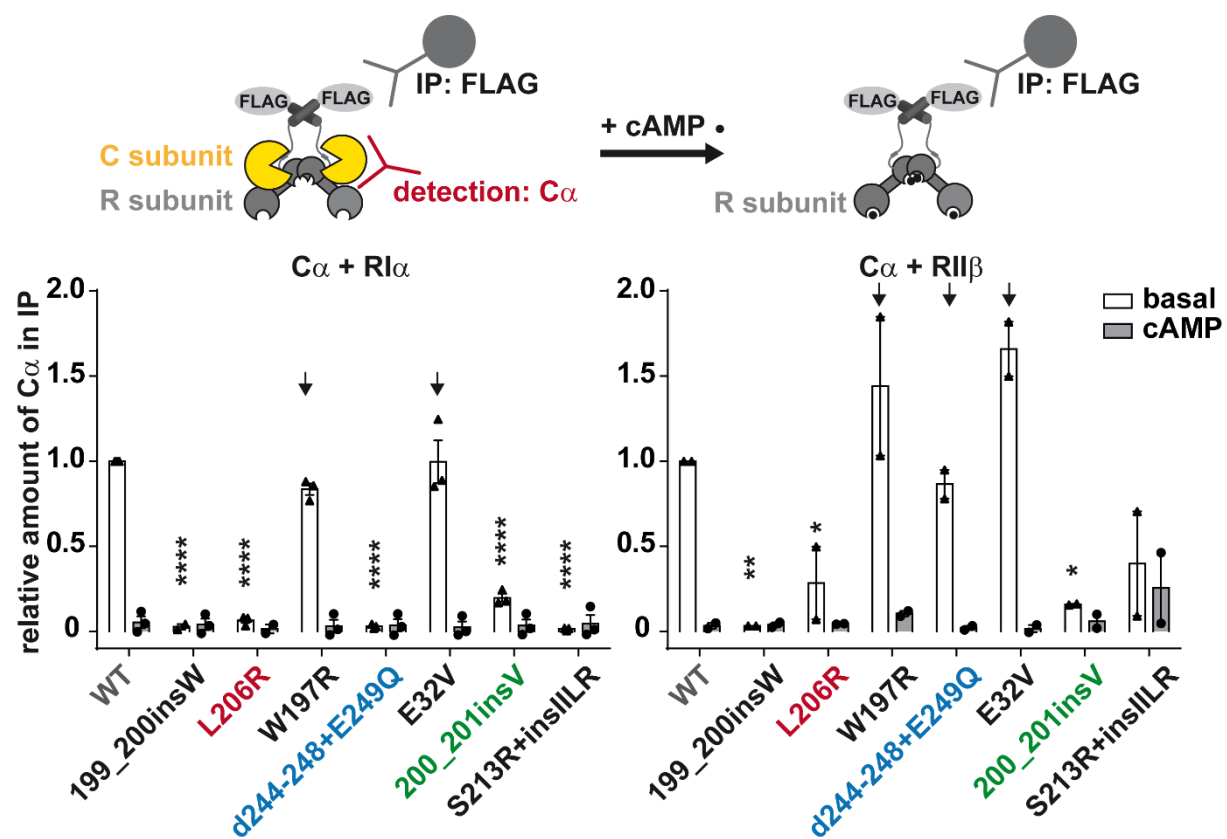 FLAG FLAG
IP: FLAG
C subunit
R subunit
detection: Cα
+ cAMP •
FLAG FLAG
IP: FLAG
R subunit
Cα + RIα
relative amount of Cα in IP
2.0
1.5
1.0
0.5
0
****
****
****
****
****
WT
199_200insW
L206R
W197R
d244-248+E249Q
E32V
200_201insV
S213R+insIILR
Cα + RIIβ
basal
cAMP
2.0
1.5
1.0
0.5
0
**
*
*
WT
199_200insW
L206R
W197R
d244-248+E249Q
E32V
200_201insV
S213R+insIILR